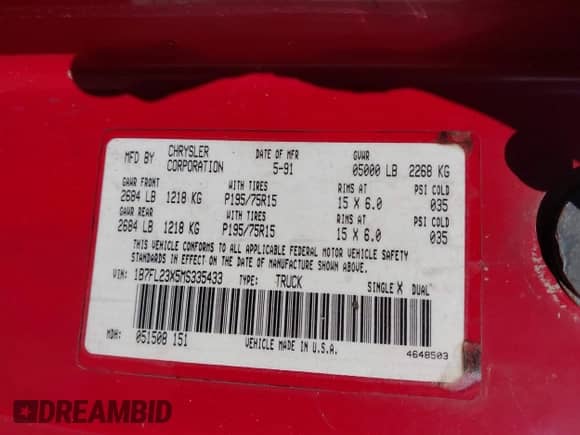 MFD BY CHRYSLER CORPORATION DATE OF MFR 5-91 GVWR 05000 LB 2268 KG
GAWR FRONT WITH TIRES RIMS AT PSI COLD
2684 LB 1218 KG P195/75R15 15 X 6.0 035
GAWR REAR WITH TIRES RIMS AT PSI COLD
2684 LB 1218 KG P195/75R15 15 X 6.0 035
THIS VEHICLE CONFORMS TO ALL APPLICABLE FEDERAL MOTOR VEHICLE SAFETY
STANDARDS IN EFFECT ON THE DATE OF MANUFACTURE SHOWN ABOVE.
VIN: 1B7FL23X5MS335433 TYPE: TRUCK SINGLE X DUAL
MDH: 051508 151 VEHICLE MADE IN U.S.A. 4648503
DREAMBID